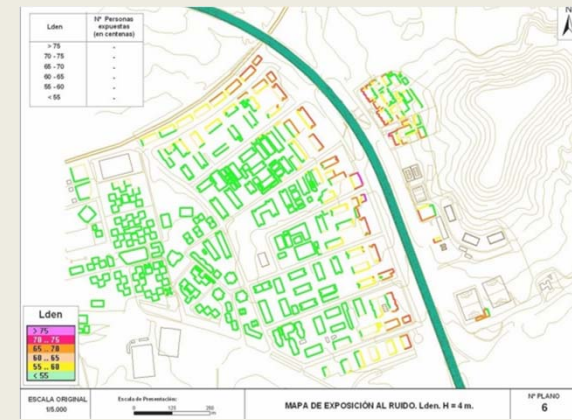 Lden
Nº Personas
expuestas
(en centenas)
> 75 -
70 - 75 -
65 - 70 -
60 - 65 -
55 - 60 -
< 55 -
N
Lden
> 75
70 .. 75
65 .. 70
60 .. 65
55 .. 60
< 55
ESCALA ORIGINAL
1/5.000
Escala de Presentación:
0 125 250
MAPA DE EXPOSICIÓN AL RUIDO. Lden. H = 4 m.
Nº PLANO
6